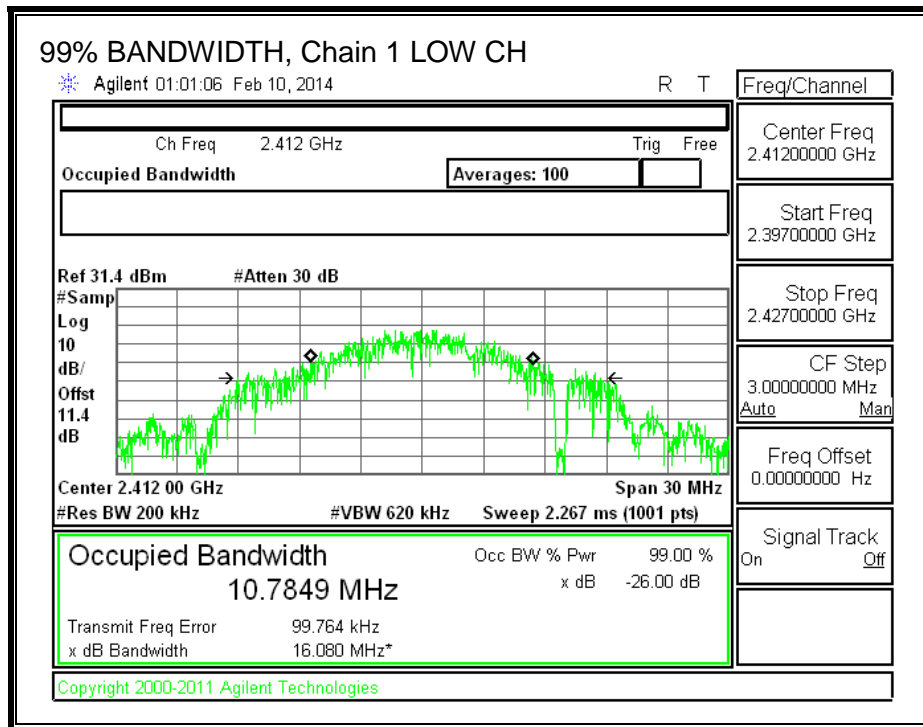 99% BANDWIDTH, Chain 1 LOW CH
Agilent 01:01:06 Feb 10, 2014 R T
Freq/Channel
Ch Freq 2.412 GHz Trig Free
Occupied Bandwidth Averages: 100
Center Freq
2.41200000 GHz
Start Freq
2.39700000 GHz
Stop Freq
2.42700000 GHz
CF Step
3.00000000 MHz
Auto Man
Freq Offset
0.00000000 Hz
Signal Track
On Off
Ref 31.4 dBm #Atten 30 dB
#Samp
Log
10
dB/
Offst
11.4
dB
Center 2.412 00 GHz Span 30 MHz
#Res BW 200 kHz #VBW 620 kHz Sweep 2.267 ms (1001 pts)
Occupied Bandwidth Occ BW % Pwr 99.00 %
10.7849 MHz x dB -26.00 dB
Transmit Freq Error 99.764 kHz
x dB Bandwidth 16.080 MHz*
Copyright 2000-2011 Agilent Technologies